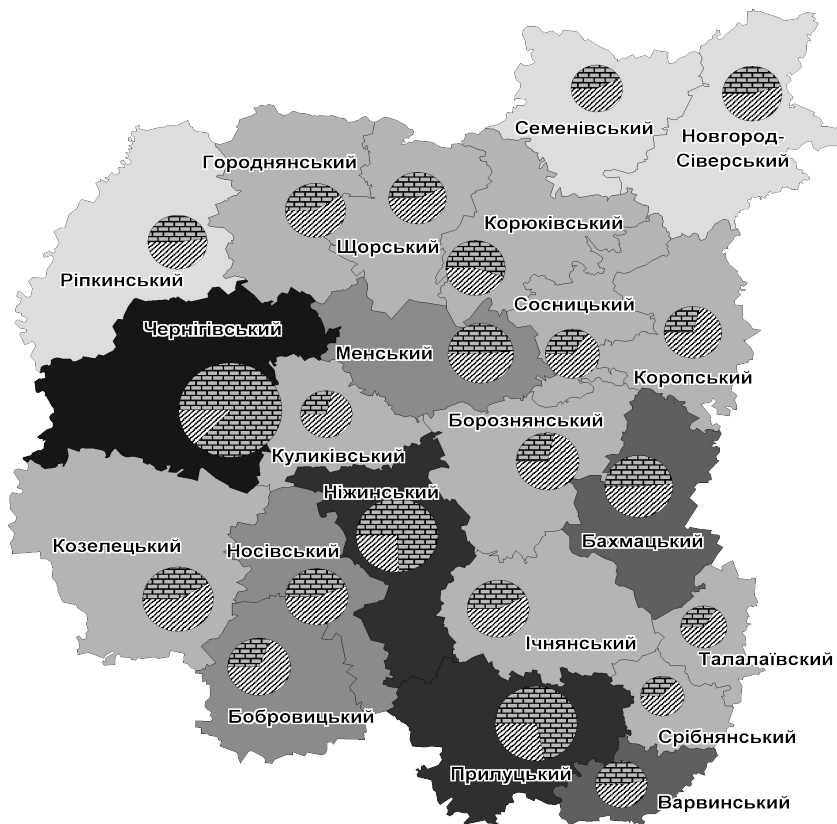 Семенівський
Новгород-
Сіверський
Городнянський
Щорський
Корюківський
Ріпкинський
Сосницький
Чернігівський
Менський
Коропський
Борознянський
Куликівський
Ніжинський
Бахмацький
Козелецький
Носівський
Ічнянський
Талалаївский
Бобровицький
Срібнянський
Прилуцький
Варвинський